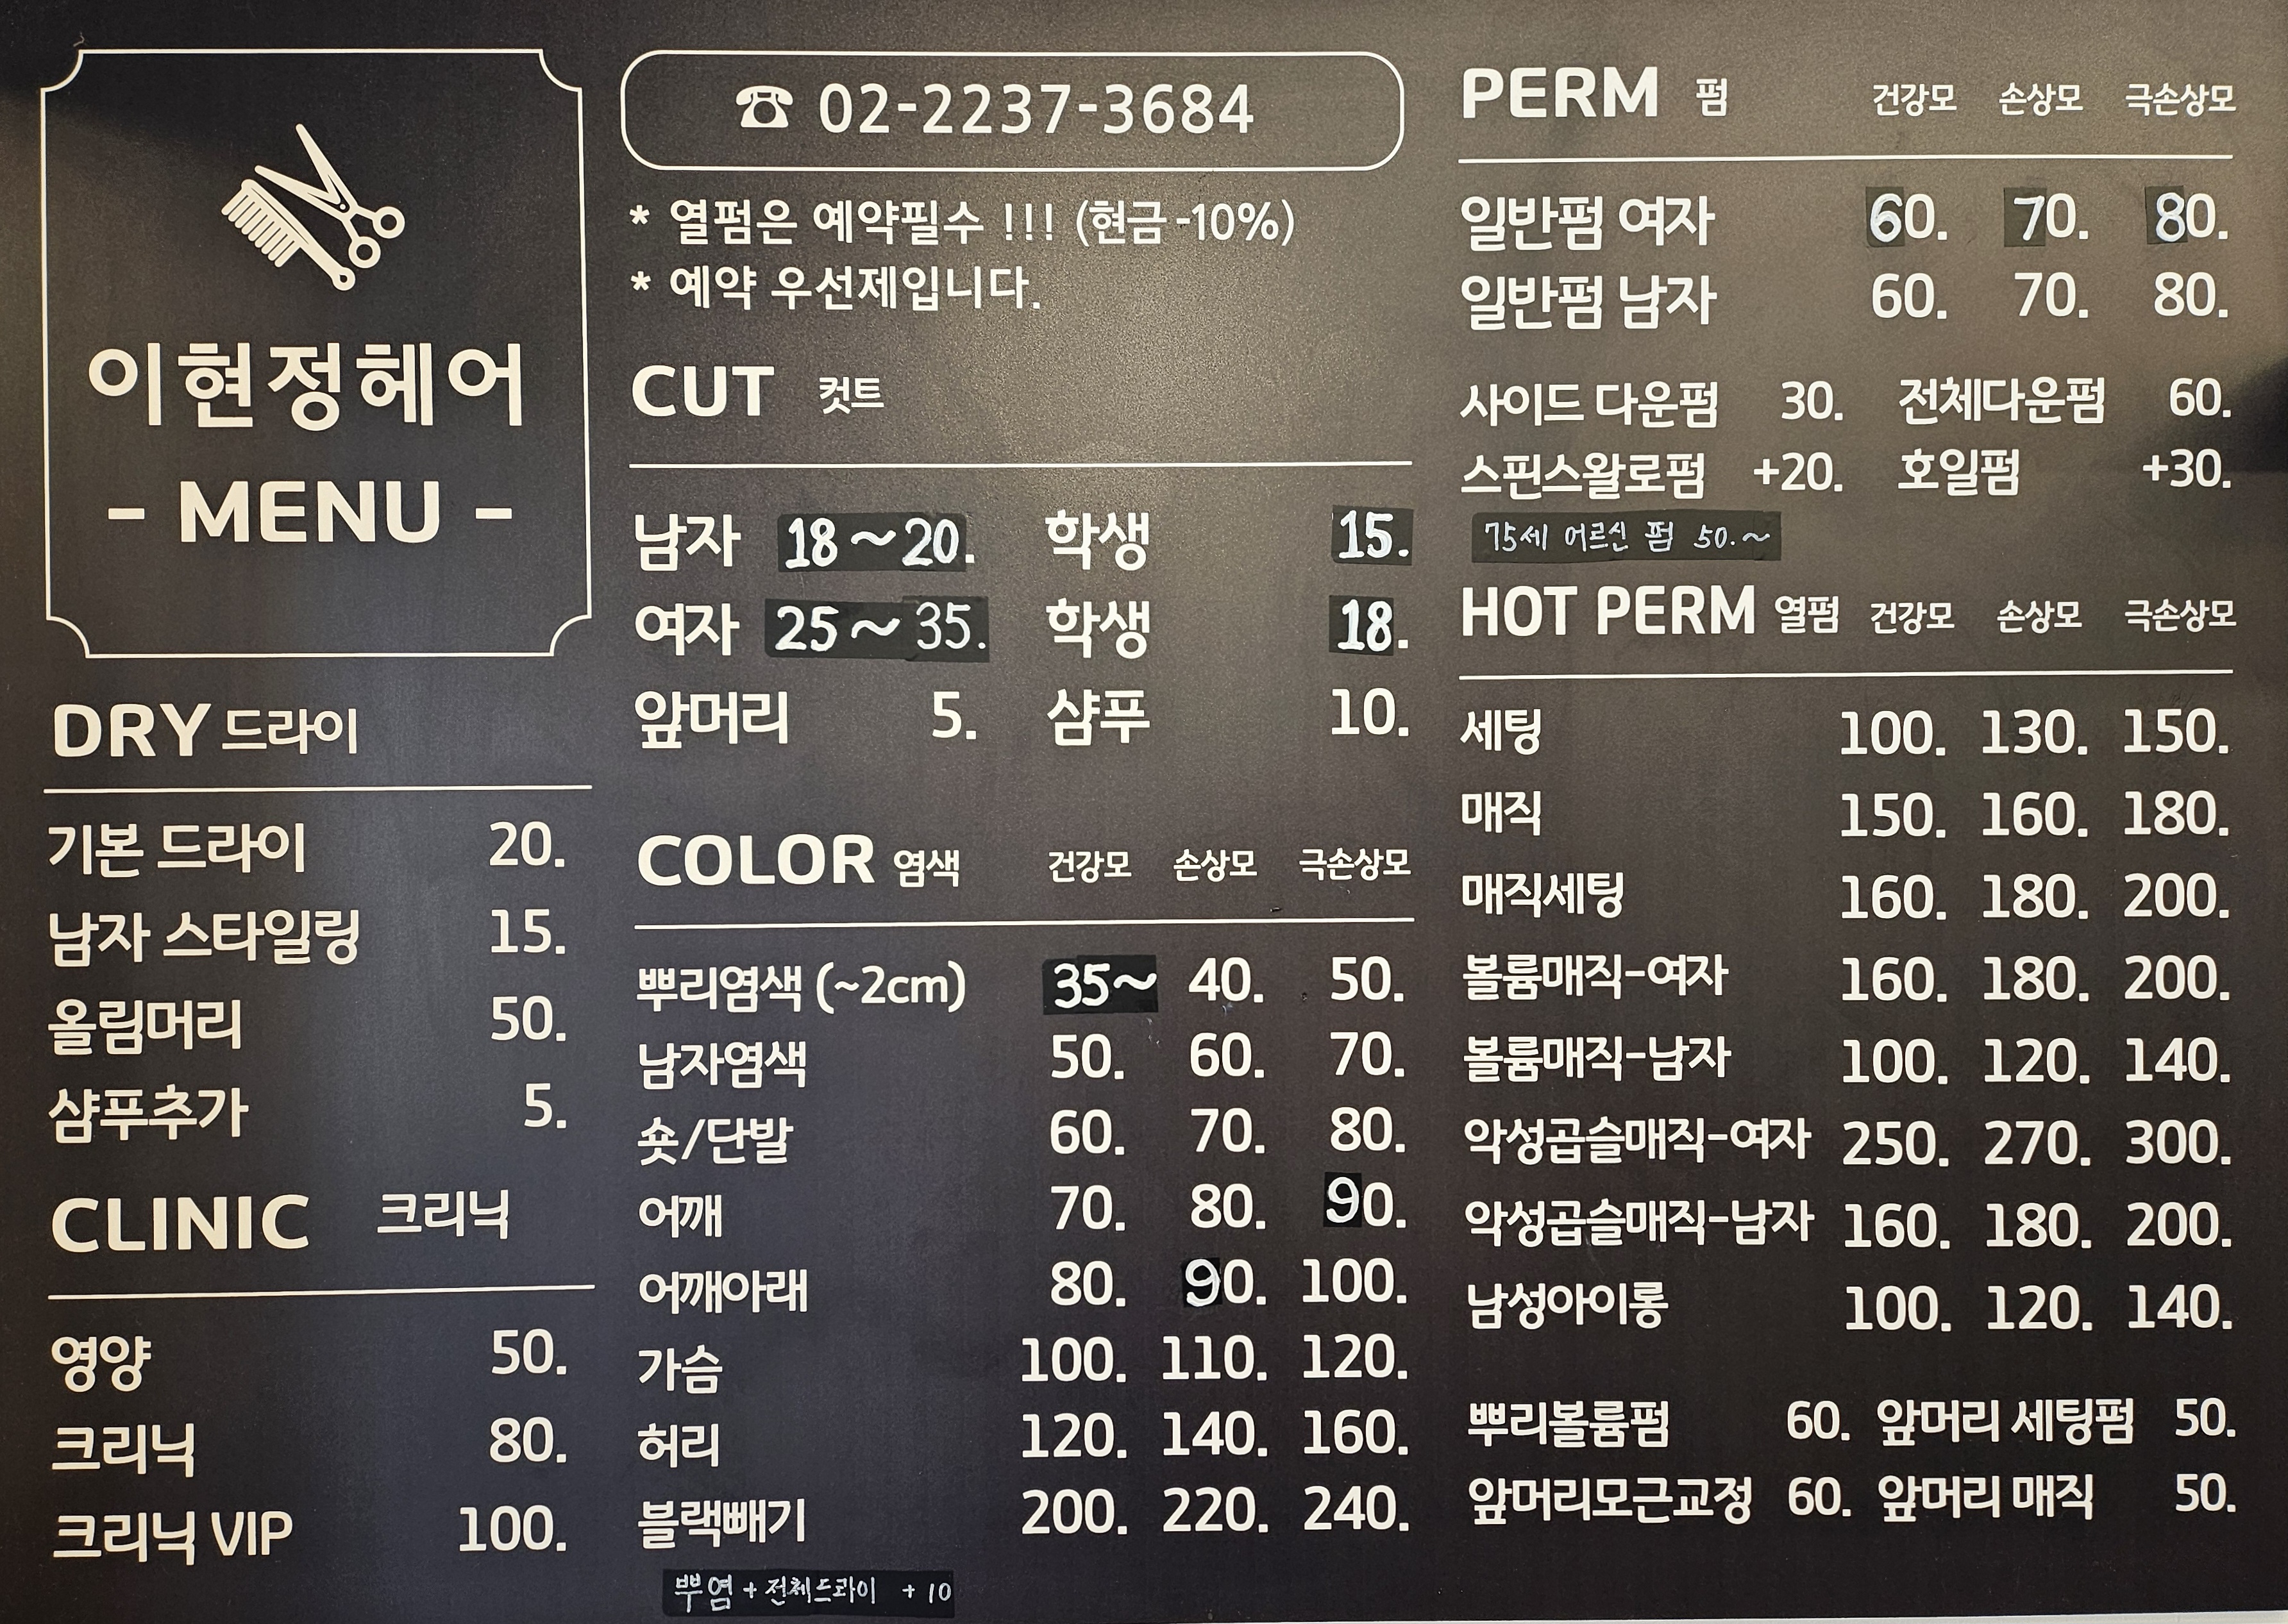 이현정헤어
- MENU -
DRY 드라이
기본 드라이 20.
남자 스타일링 15.
올림머리 50.
샴푸추가 5.
CLINIC 크리닉
영양 50.
크리닉 80.
크리닉 VIP 100.
☎ 02-2237-3684
* 열펌은 예약필수 !!! (현금 -10%)
* 예약 우선제입니다.
CUT 컷트
남자 18~20. 학생 15.
여자 25~35. 학생 18.
앞머리 5. 샴푸 10.
COLOR 염색 건강모 손상모 극손상모
뿌리염색 (~2cm) 35~ 40. 50.
남자염색 50. 60. 70.
숏/단발 60. 70. 80.
어깨 70. 80. 90.
어깨아래 80. 90. 100.
가슴 100. 110. 120.
허리 120. 140. 160.
블랙빼기 200. 220. 240.
뿌염 + 전체드라이 + 10
PERM 펌 건강모 손상모 극손상모
일반펌 여자 60. 70. 80.
일반펌 남자 60. 70. 80.
사이드 다운펌 30. 전체다운펌 60.
스핀스왈로펌 +20. 호일펌 +30.
75세 어르신 펌 50.~
HOT PERM 열펌 건강모 손상모 극손상모
세팅 100. 130. 150.
매직 150. 160. 180.
매직세팅 160. 180. 200.
볼륨매직-여자 160. 180. 200.
볼륨매직-남자 100. 120. 140.
악성곱슬매직-여자 250. 270. 300.
악성곱슬매직-남자 160. 180. 200.
남성아이롱 100. 120. 140.
뿌리볼륨펌 60. 앞머리 세팅펌 50.
앞머리모근교정 60. 앞머리 매직 50.